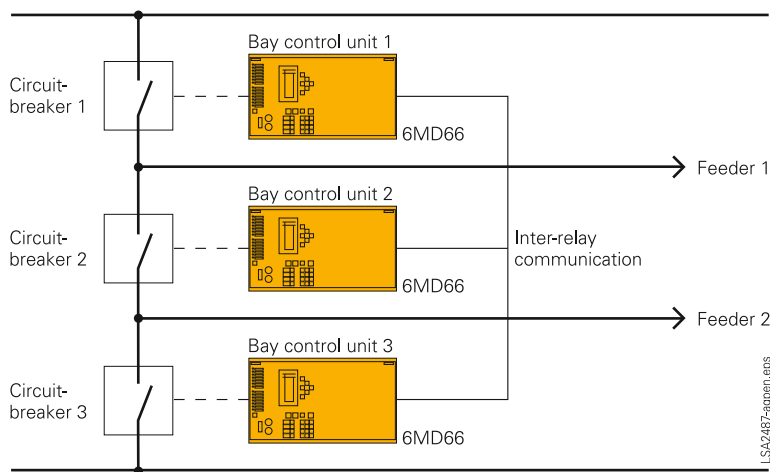 Bay control unit 1
Circuit-
breaker 1
6MD66
Feeder 1
Bay control unit 2
Circuit-
breaker 2
6MD66
Inter-relay
communication
Feeder 2
Bay control unit 3
Circuit-
breaker 3
6MD66
LSA2487-agpen.eps